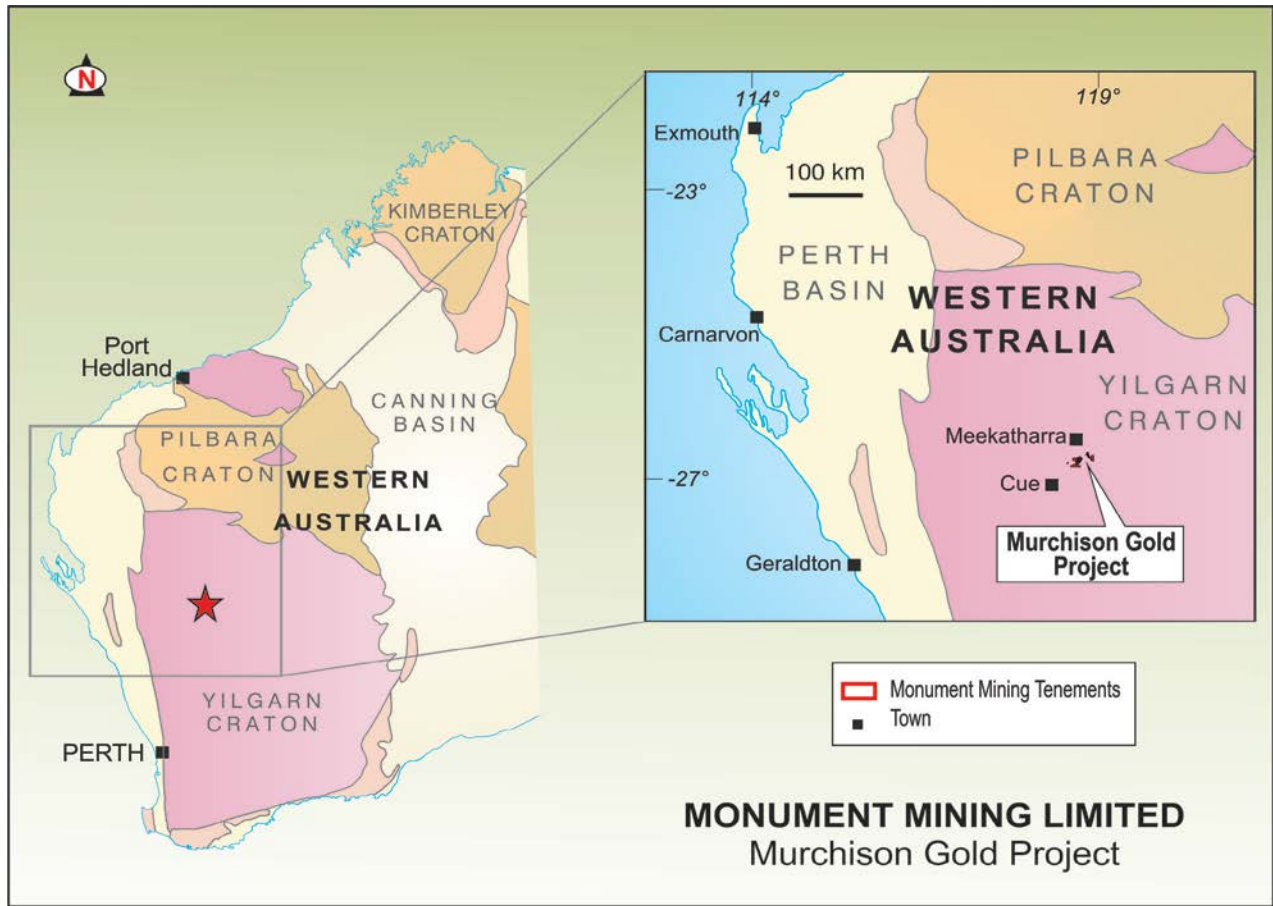 N
KIMBERLEY
CRATON
Port
Hedland
CANNING
BASIN
PILBARA
CRATON
WESTERN
AUSTRALIA
YILGARN
CRATON
PERTH
114°
119°
Exmouth
100 km
-23°
PILBARA
CRATON
PERTH
BASIN
WESTERN
AUSTRALIA
Carnarvon
YILGARN
CRATON
Meekatharra
-27°
Cue
Murchison Gold
Project
Geraldton
Monument Mining Tenements
Town
MONUMENT MINING LIMITED
Murchison Gold Project